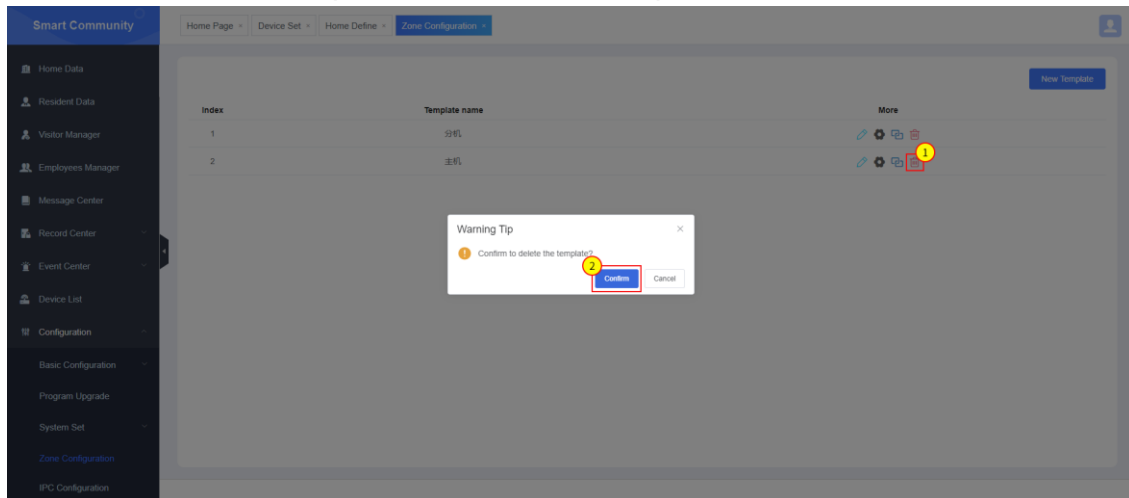 Smart Community
Home Page × Device Set × Home Define × Zone Configuration ×
Home Data
Resident Data
Visitor Manager
Employees Manager
Message Center
Record Center
Event Center
Device List
Configuration
Basic Configuration
Program Upgrade
System Set
Zone Configuration
IPC Configuration
New Template
Index Template name More
1 分机
2 主机
1
Warning Tip ×
! Confirm to delete the template?
2
Confirm Cancel